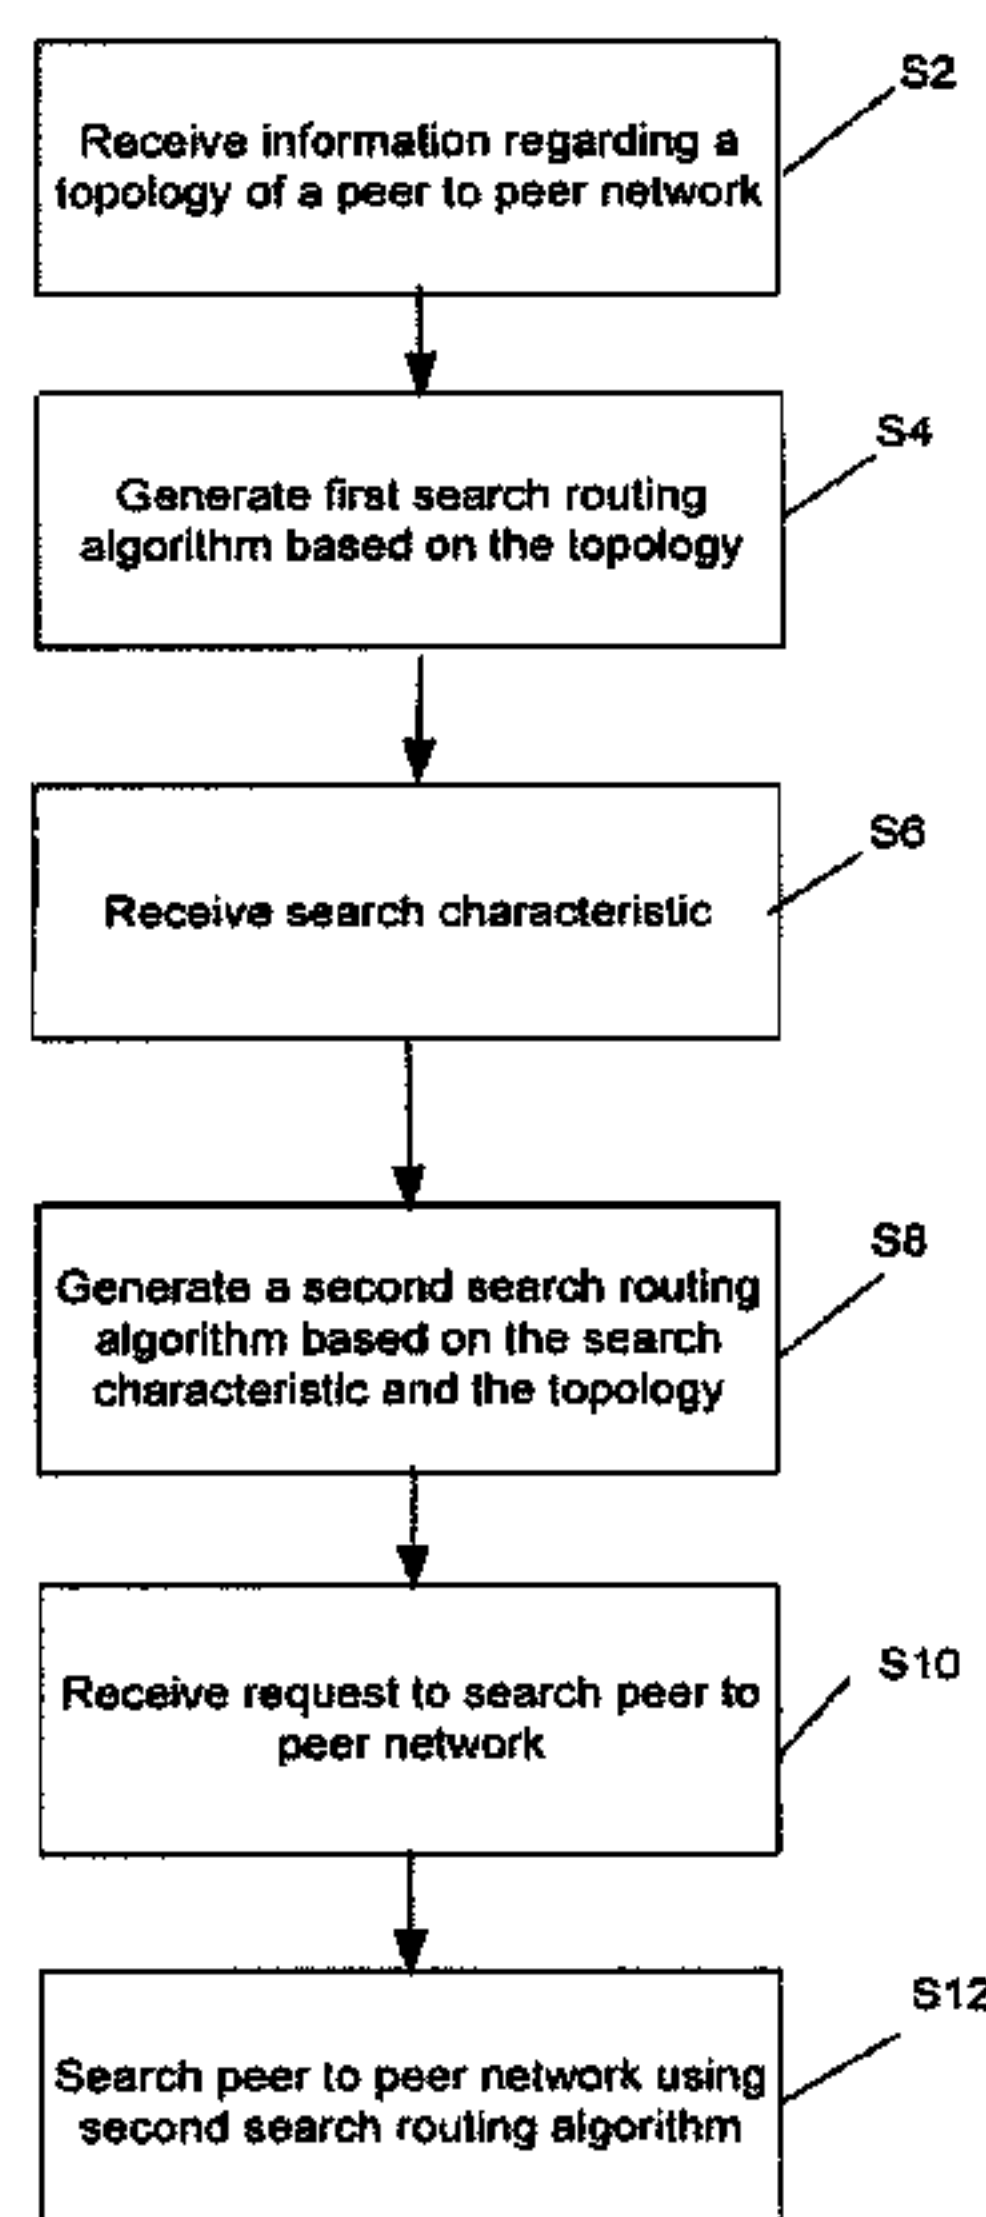 S2
Receive information regarding a
topology of a peer to peer network
S4
Generate first search routing
algorithm based on the topology
S6
Receive search characteristic
S8
Generate a second search routing
algorithm based on the search
characteristic and the topology
S10
Receive request to search peer to
peer network
S12
Search peer to peer network using
second search routing algorithm